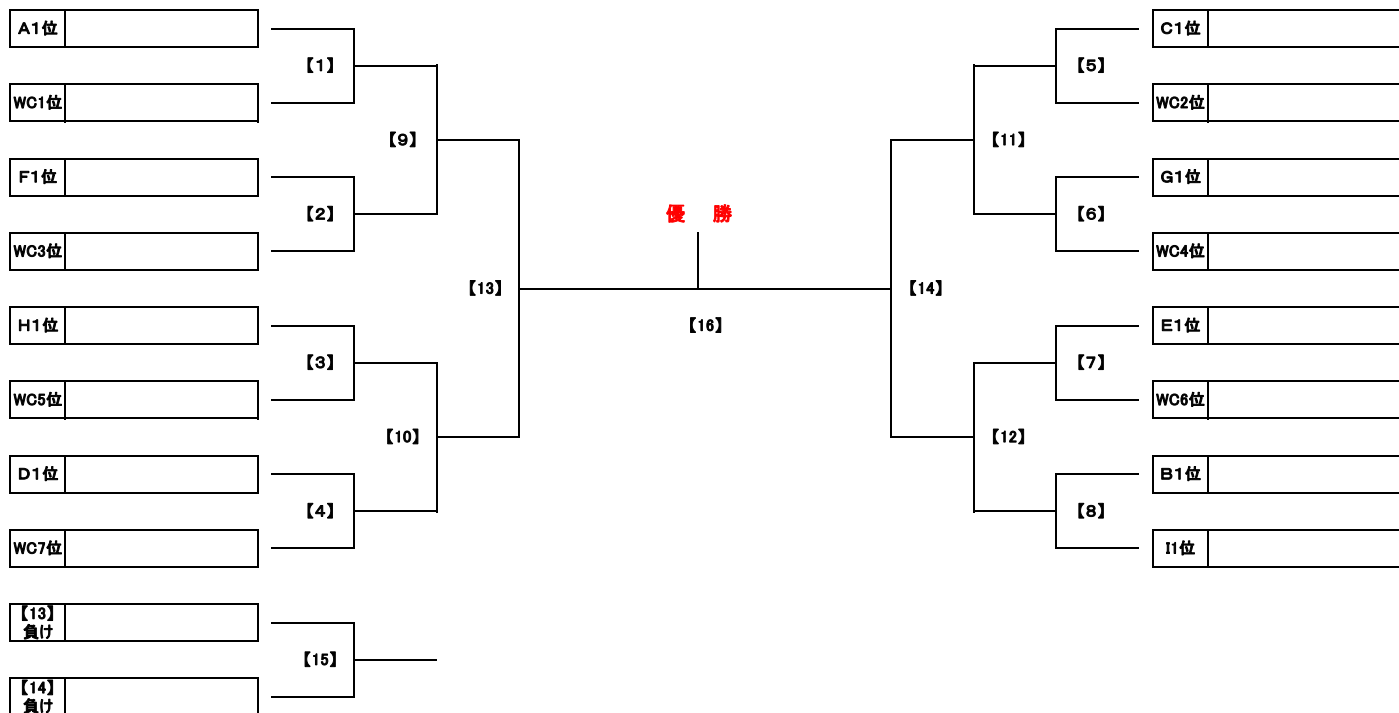 A1位
【1】
WC1位
【9】
F1位
【2】
WC3位
【13】
H1位
【3】
WC5位
【10】
D1位
【4】
WC7位
【13】
負け
【15】
【14】
負け
優 勝
【16】
C1位
【5】
WC2位
【11】
G1位
【6】
WC4位
【14】
E1位
【7】
WC6位
【12】
B1位
【8】
I1位